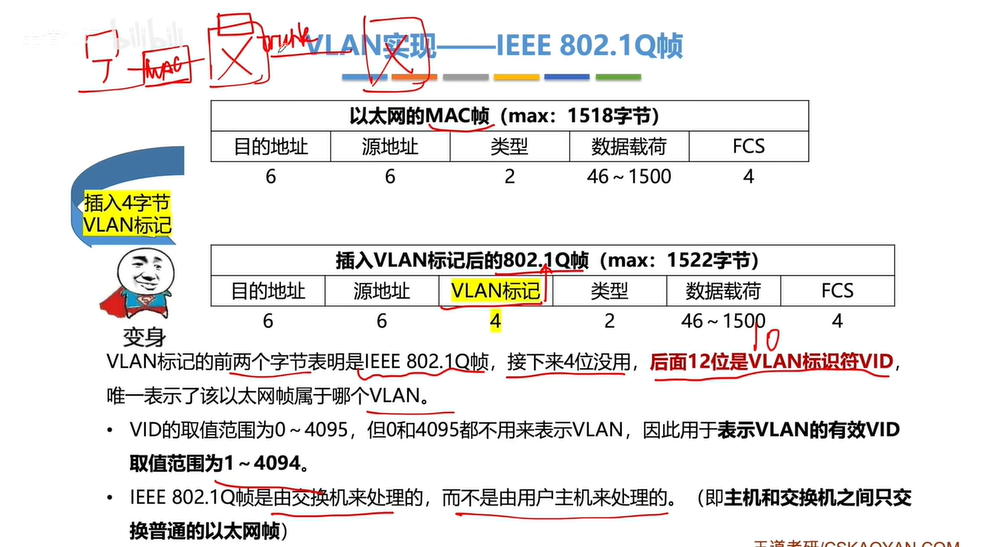 bilibili
VLAN实现——IEEE 802.1Q帧
MAC
trunk
以太网的MAC帧（max：1518字节）
目的地址 源地址 类型 数据载荷 FCS
6 6 2 46～1500 4
插入4字节
VLAN标记
插入VLAN标记后的802.1Q帧（max：1522字节）
目的地址 源地址 VLAN标记 类型 数据载荷 FCS
6 6 4 2 46～1500 4
变身
10
VLAN标记的前两个字节表明是IEEE 802.1Q帧，接下来4位没用，后面12位是VLAN标识符VID，
唯一表示了该以太网帧属于哪个VLAN。
• VID的取值范围为0～4095，但0和4095都不用来表示VLAN，因此用于表示VLAN的有效VID
取值范围为1～4094。
• IEEE 802.1Q帧是由交换机来处理的，而不是由用户主机来处理的。（即主机和交换机之间只交
换普通的以太网帧）
王道考研/CSKAOYAN.COM